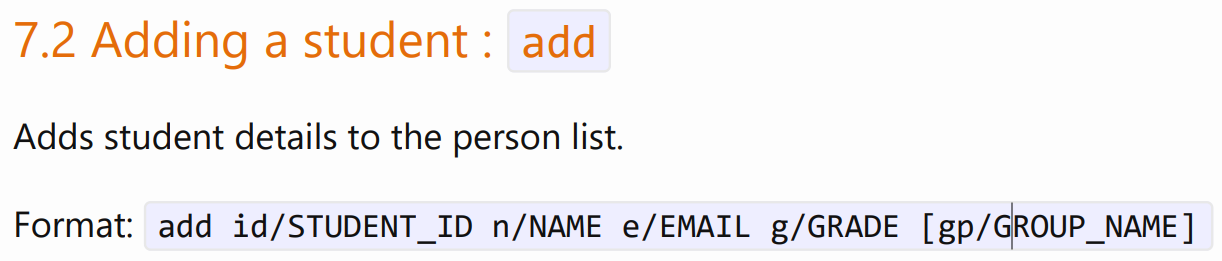 7.2 Adding a student : add
Adds student details to the person list.
Format: add id/STUDENT_ID n/NAME e/EMAIL g/GRADE [gp/GROUP_NAME]